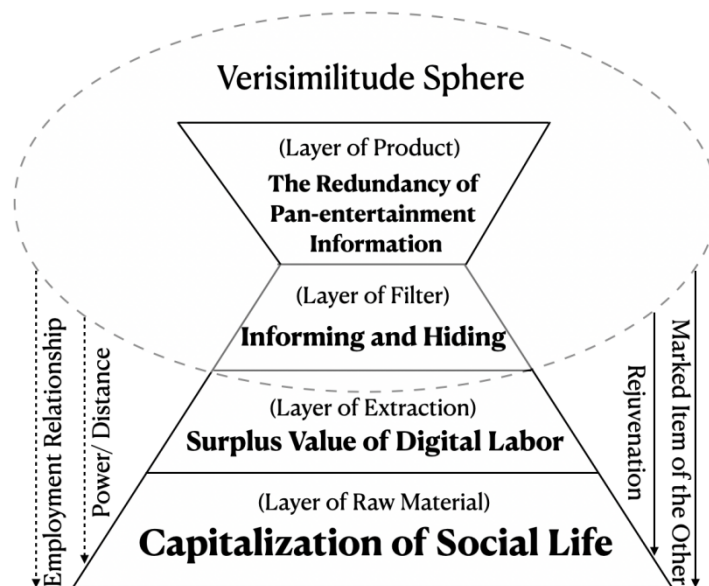 Verisimilitude Sphere
(Layer of Product)
The Redundancy of
Pan-entertainment
Information
(Layer of Filter)
Informing and Hiding
(Layer of Extraction)
Surplus Value of Digital Labor
(Layer of Raw Material)
Capitalization of Social Life
Employment Relationship
Power/ Distance
Rejuvenation
Marked Item of the Other